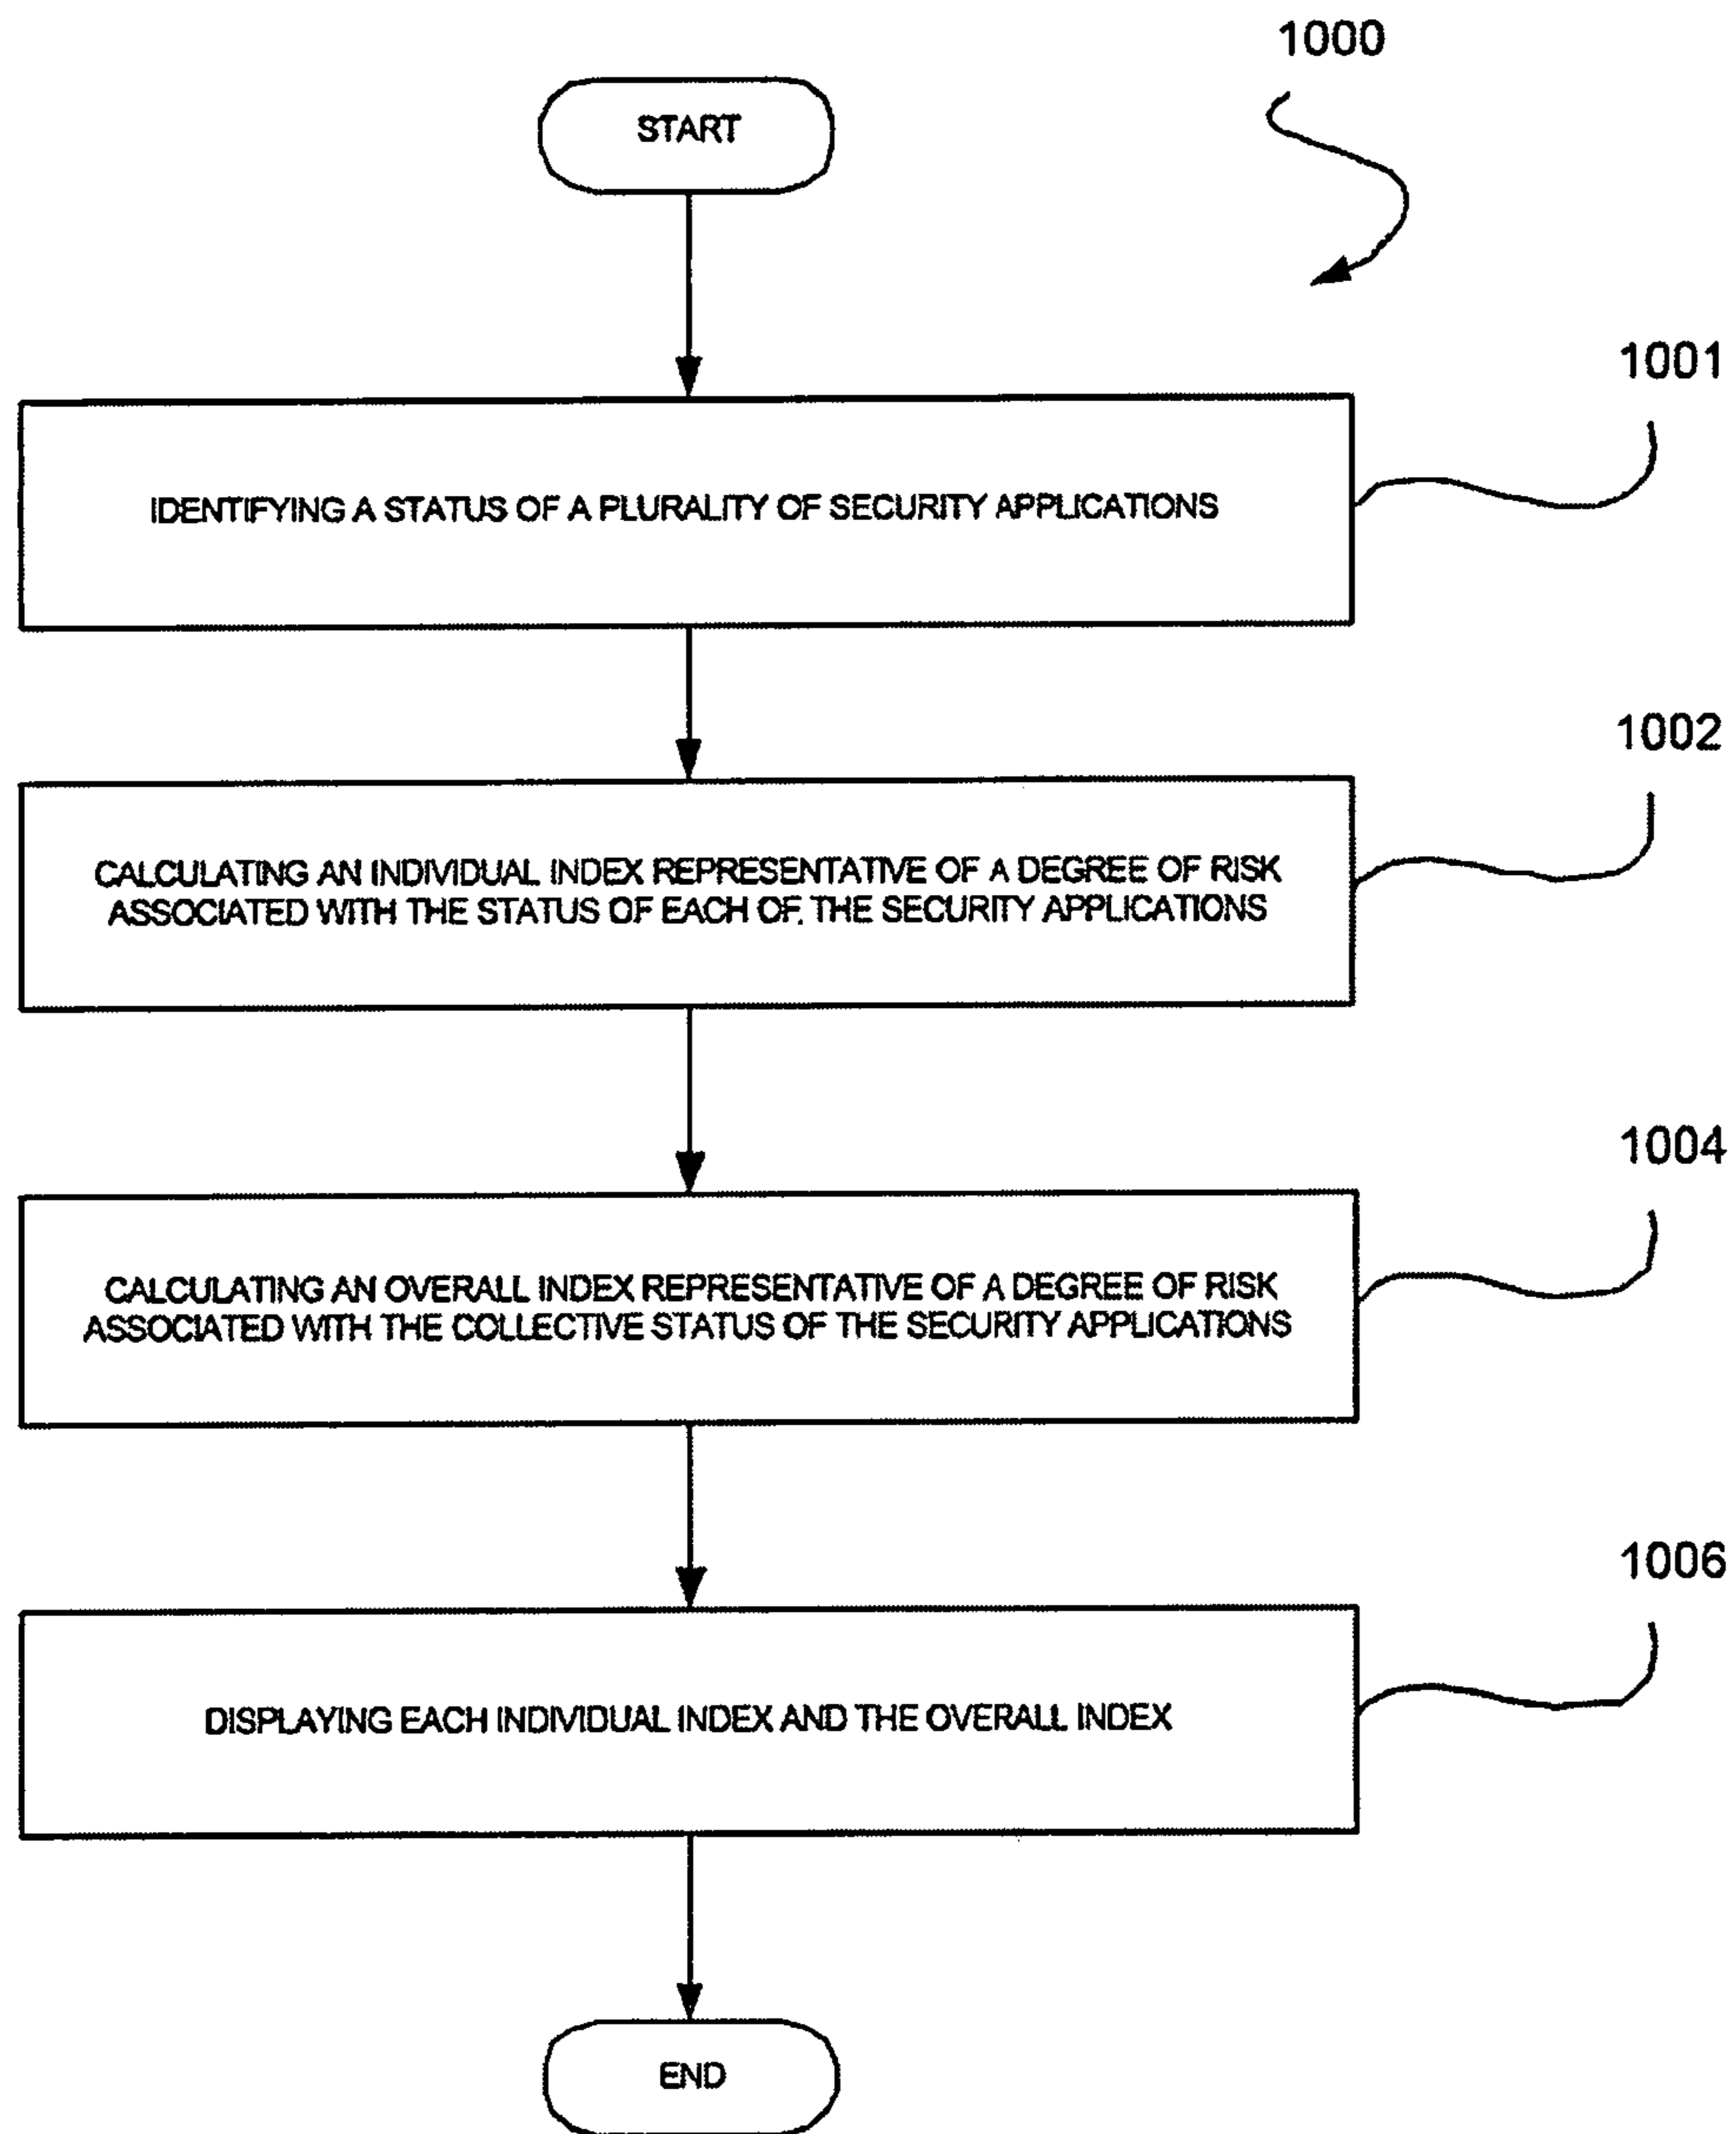 1000
START
1001
IDENTIFYING A STATUS OF A PLURALITY OF SECURITY APPLICATIONS
1002
CALCULATING AN INDIVIDUAL INDEX REPRESENTATIVE OF A DEGREE OF RISK
ASSOCIATED WITH THE STATUS OF EACH OF. THE SECURITY APPLICATIONS
1004
CALCULATING AN OVERALL INDEX REPRESENTATIVE OF A DEGREE OF RISK
ASSOCIATED WITH THE COLLECTIVE STATUS OF THE SECURITY APPLICATIONS
1006
DISPLAYING EACH INDIVIDUAL INDEX AND THE OVERALL INDEX
END